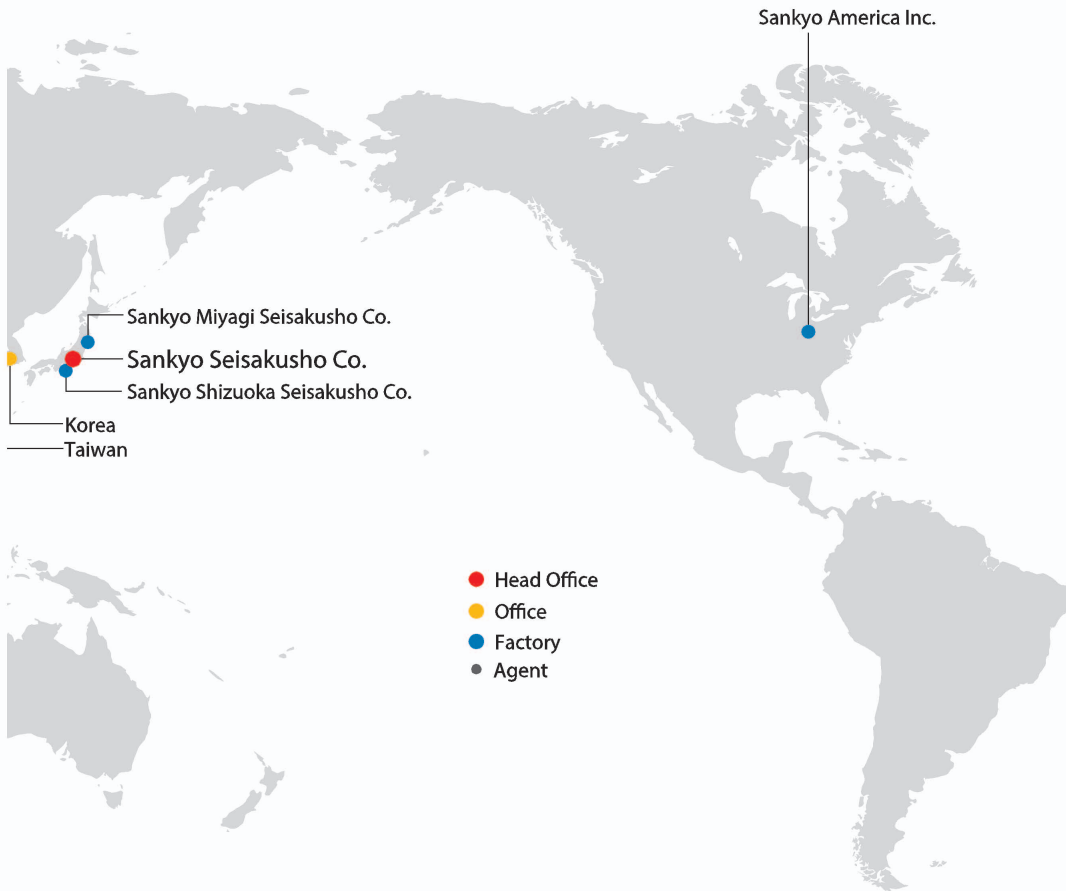 Sankyo America Inc.
Sankyo Miyagi Seisakusho Co.
Sankyo Seisakusho Co.
Sankyo Shizuoka Seisakusho Co.
Korea
Taiwan
Head Office
Office
Factory
Agent